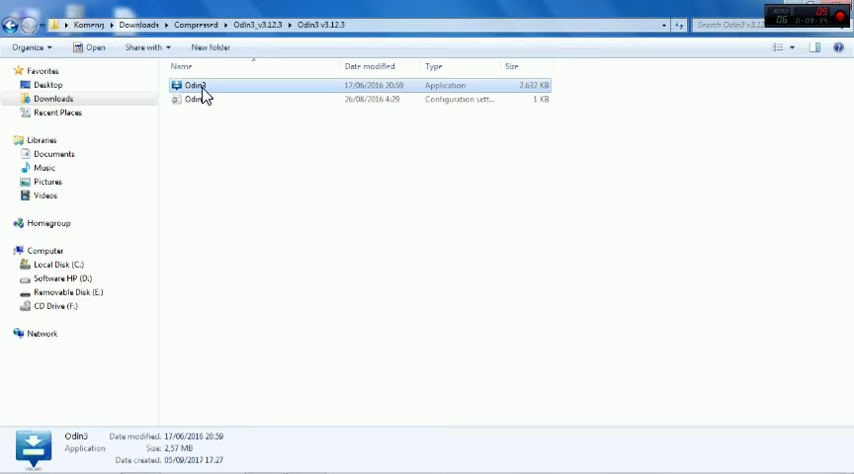 Komeng ▸ Downloads ▸ Compressed ▸ Odin3_v3.12.3 ▸ Odin3 v3.12.3
Search Odin3 v3.12...
Organize Open Share with New folder
Name Date modified Type Size
Odin3 17/06/2016 20:59 Application 2.632 KB
26/08/2016 4:29 Configuration sett... 1 KB
Favorites
Desktop
Downloads
Recent Places
Libraries
Documents
Music
Pictures
Videos
Homegroup
Computer
Local Disk (C:)
Software HP (D:)
Removable Disk (E:)
CD Drive (F:)
Network
Odin3 Date modified: 17/06/2016 20:59
Application Size: 2,57 MB
Date created: 05/09/2017 17:27